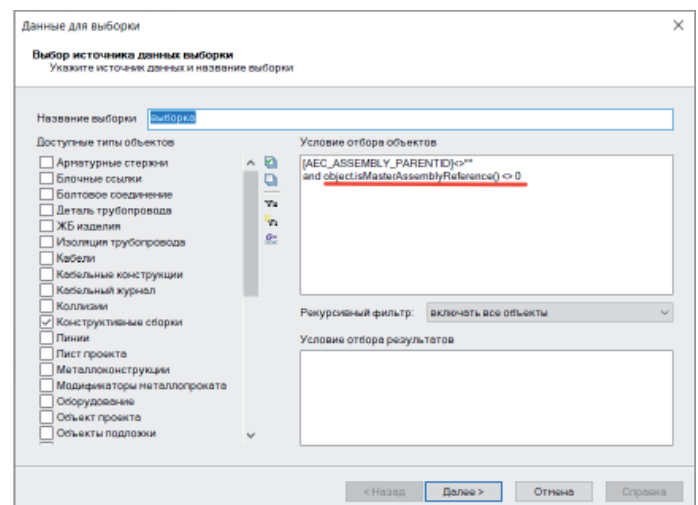 Данные для выборки
Выбор источника данных выборки
Укажите источник данных и название выборки
Название выборки выборка
Доступные типы объектов
Арматурные стержни
Блочные ссылки
Болтовое соединение
Деталь трубопровода
ЖБ изделия
Изоляция трубопровода
Кабели
Кабельные конструкции
Кабельный журнал
Коллизии
Конструктивные сборки
Линии
Лист проекта
Металлоконструкции
Модификаторы металлопроката
Оборудование
Объект проекта
Объекты подложки
Условие отбора объектов
[AEC_ASSEMBLY_PARENTID]<>""
and object.isMasterAssemblyReference() <> 0
Рекурсивный фильтр: включать все объекты
Условие отбора результатов
< Назад Далее > Отмена Справка